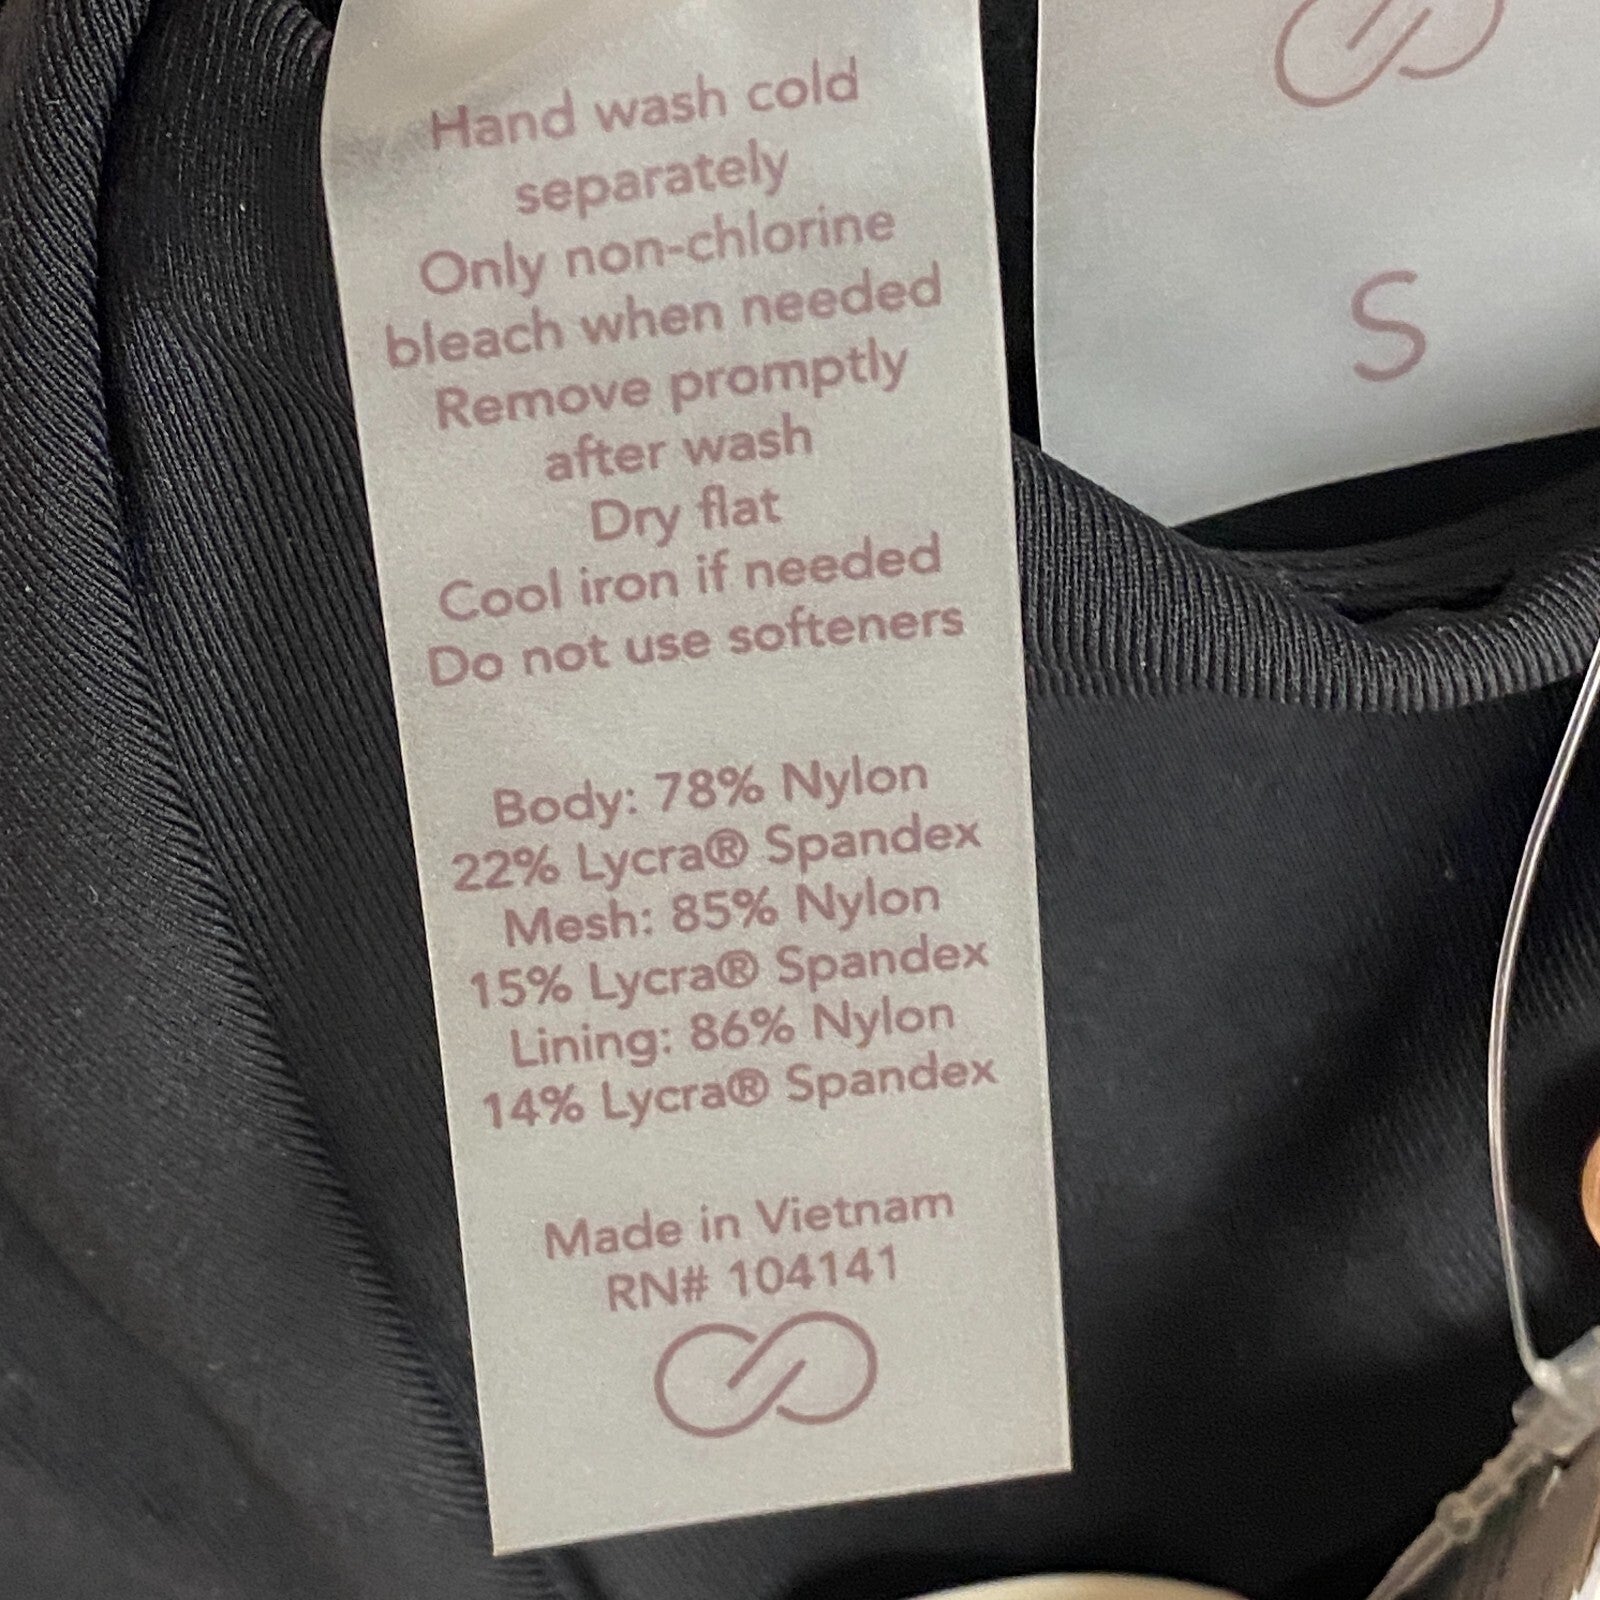 Hand wash cold
separately
Only non-chlorine
bleach when needed
Remove promptly
after wash
Dry flat
Cool iron if needed
Do not use softeners
Body: 78% Nylon
22% Lycra® Spandex
Mesh: 85% Nylon
15% Lycra® Spandex
Lining: 86% Nylon
14% Lycra® Spandex
Made in Vietnam
RN# 104141
S